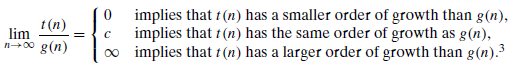 0 implies that t(n) has a smaller order of growth than g(n),
lim n→∞ t(n)/g(n) = { c implies that t(n) has the same order of growth as g(n),
∞ implies that t(n) has a larger order of growth than g(n).³